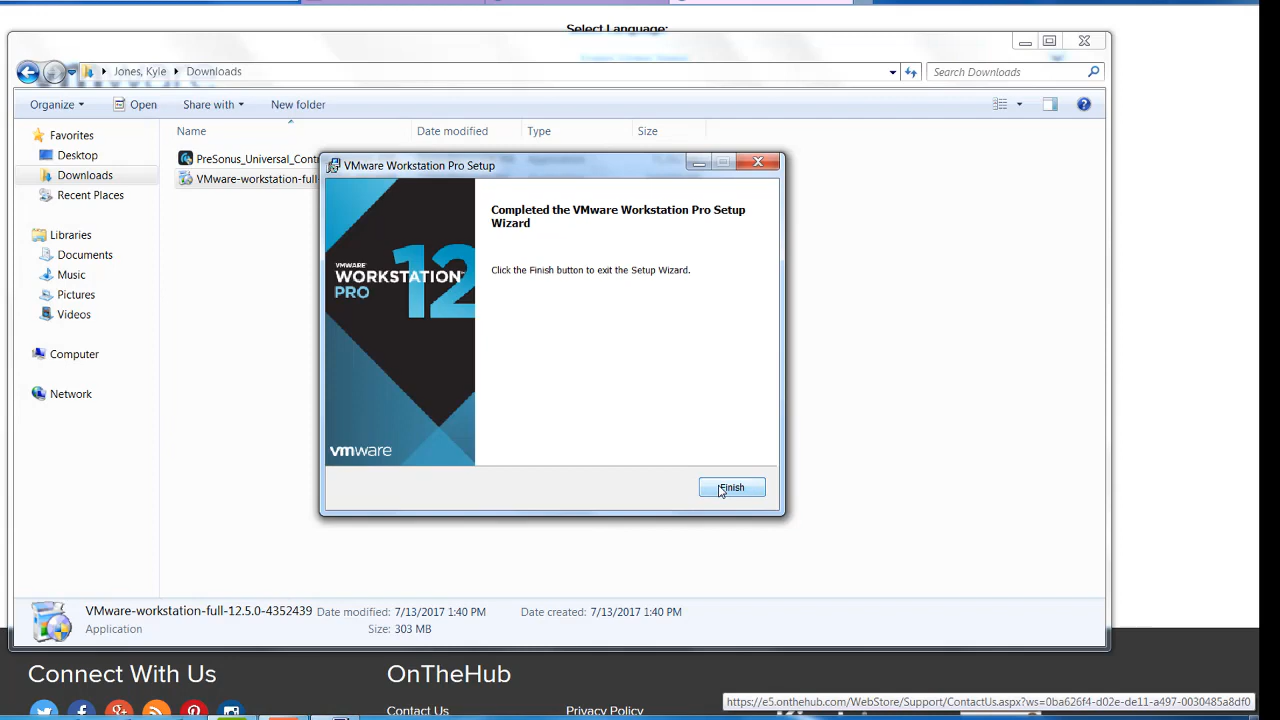 Select Language:
Jones, Kyle Downloads
Search Downloads
Organize Open Share with New folder
Name Date modified Type Size
Favorites
Desktop
Downloads
Recent Places
Libraries
Documents
Music
Pictures
Videos
Computer
Network
PreSonus_Universal_Cont
VMware-workstation-full-
VMware Workstation Pro Setup
VMWARE
WORKSTATION
PRO 12
vmware
Completed the VMware Workstation Pro Setup
Wizard
Click the Finish button to exit the Setup Wizard.
Finish
VMware-workstation-full-12.5.0-4352439 Date modified: 7/13/2017 1:40 PM Date created: 7/13/2017 1:40 PM
Application Size: 303 MB
Connect With Us
OnTheHub
Contact Us
Privacy Policy
https://e5.onthehub.com/WebStore/Support/ContactUs.aspx?ws=0ba626f4-d02e-de11-a497-0030485a8df0